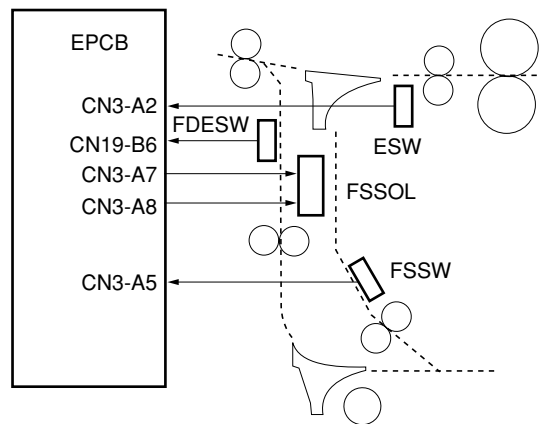 EPCB
CN3-A2
FDESW
CN19-B6
ESW
CN3-A7
FSSOL
CN3-A8
CN3-A5
FSSW